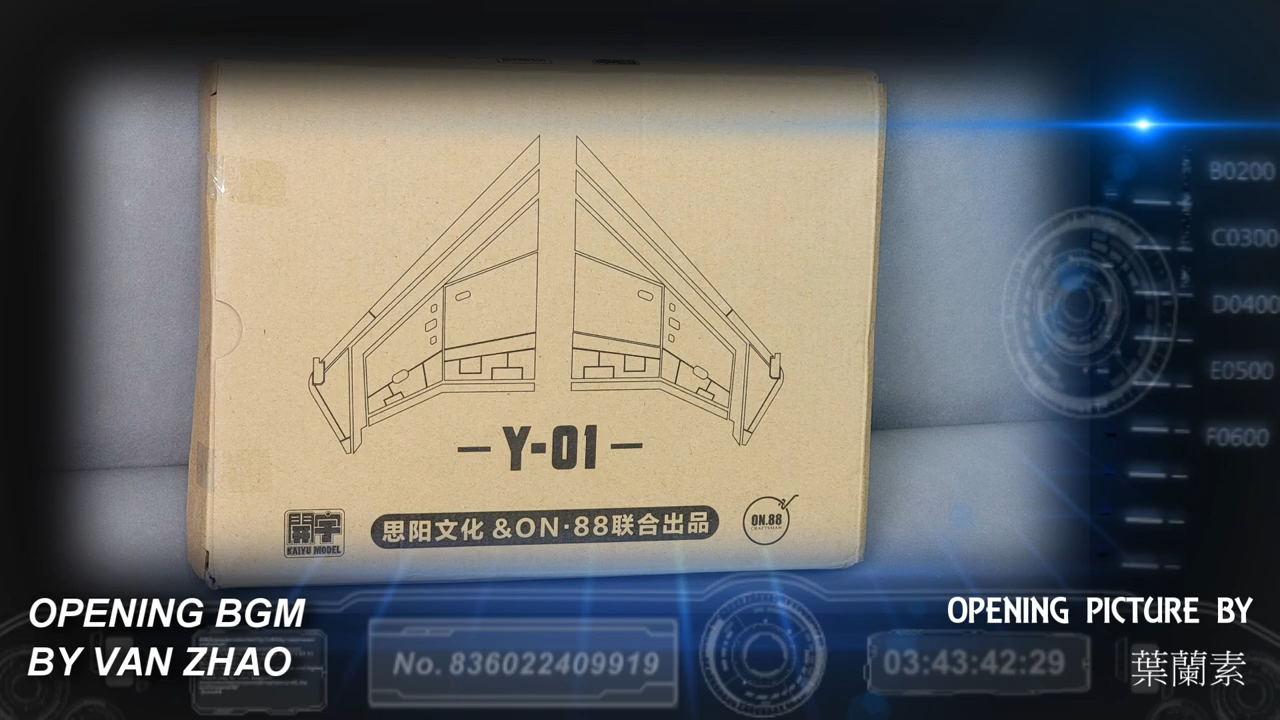 B0200
C0300
D0400
E0500
F0600
—Y-01—
開宇
KAIYU MODEL
思阳文化 &ON·88联合出品
ON.88
CRAFTSMAN
OPENING BGM
BY VAN ZHAO
OPENING PICTURE BY
葉蘭素
No. 836022409919
03:43:42:29